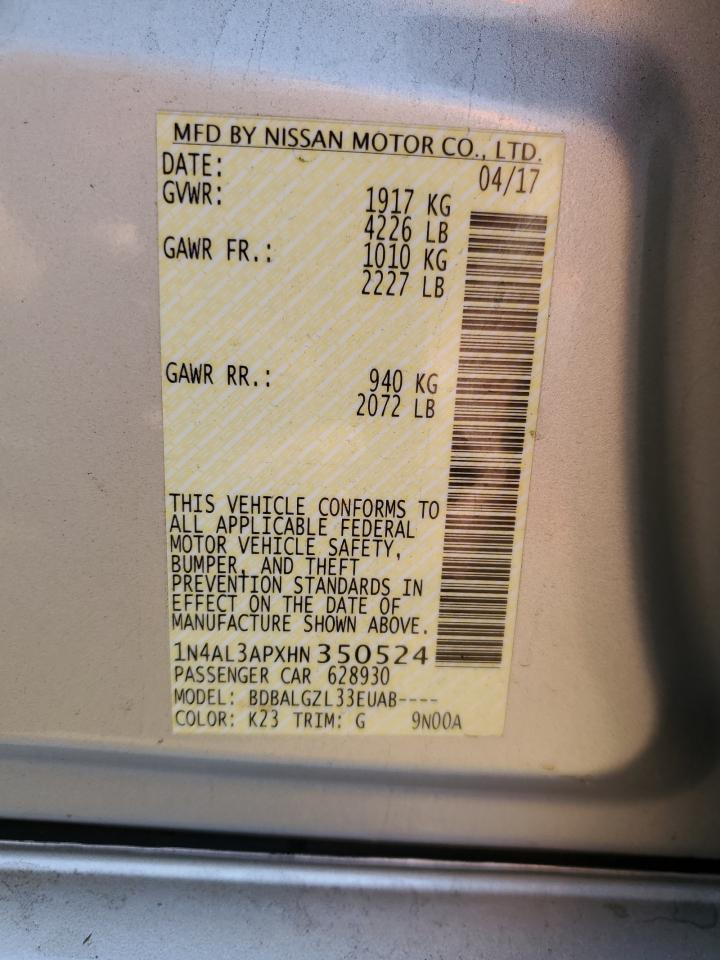 MFD BY NISSAN MOTOR CO., LTD.
DATE: 04/17
GVWR: 1917 KG
4226 LB
GAWR FR.: 1010 KG
2227 LB
GAWR RR.: 940 KG
2072 LB
THIS VEHICLE CONFORMS TO
ALL APPLICABLE FEDERAL
MOTOR VEHICLE SAFETY,
BUMPER, AND THEFT
PREVENTION STANDARDS IN
EFFECT ON THE DATE OF
MANUFACTURE SHOWN ABOVE.
1N4AL3APXHN 350524
PASSENGER CAR 628930
MODEL: BDBALGZL33EUAB----
COLOR: K23 TRIM: G 9N00A